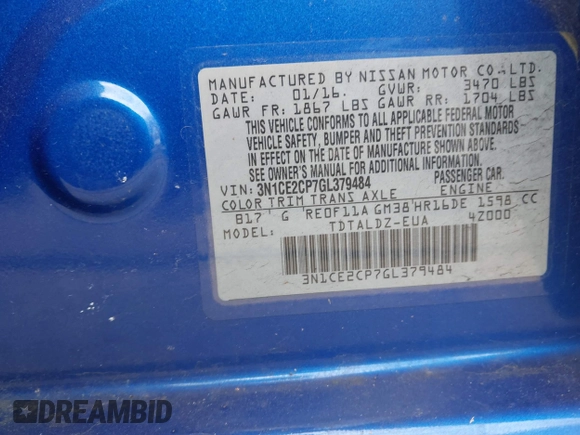 MANUFACTURED BY NISSAN MOTOR CO.,LTD.
DATE: 01/16. GVWR: 3470 LBS
GAWR FR: 1867 LBS GAWR RR: 1704 LBS
THIS VEHICLE CONFORMS TO ALL APPLICABLE FEDERAL MOTOR
VEHICLE SAFETY, BUMPER AND THEFT PREVENTION STANDARDS
IN EFFECT ON THE DATE OF MANUFACTURE SHOWN ABOVE.
SEE OWNER'S MANUAL FOR ADDITIONAL INFORMATION.
VIN: 3N1CE2CP7GL379484 PASSENGER CAR.
COLOR TRIM TRANS AXLE ENGINE
B17 G RE0F11A GM38 HR16DE 1598 CC
MODEL: TDTALDZ-EUA 4Z000
3N1CE2CP7GL379484
DREAMBID